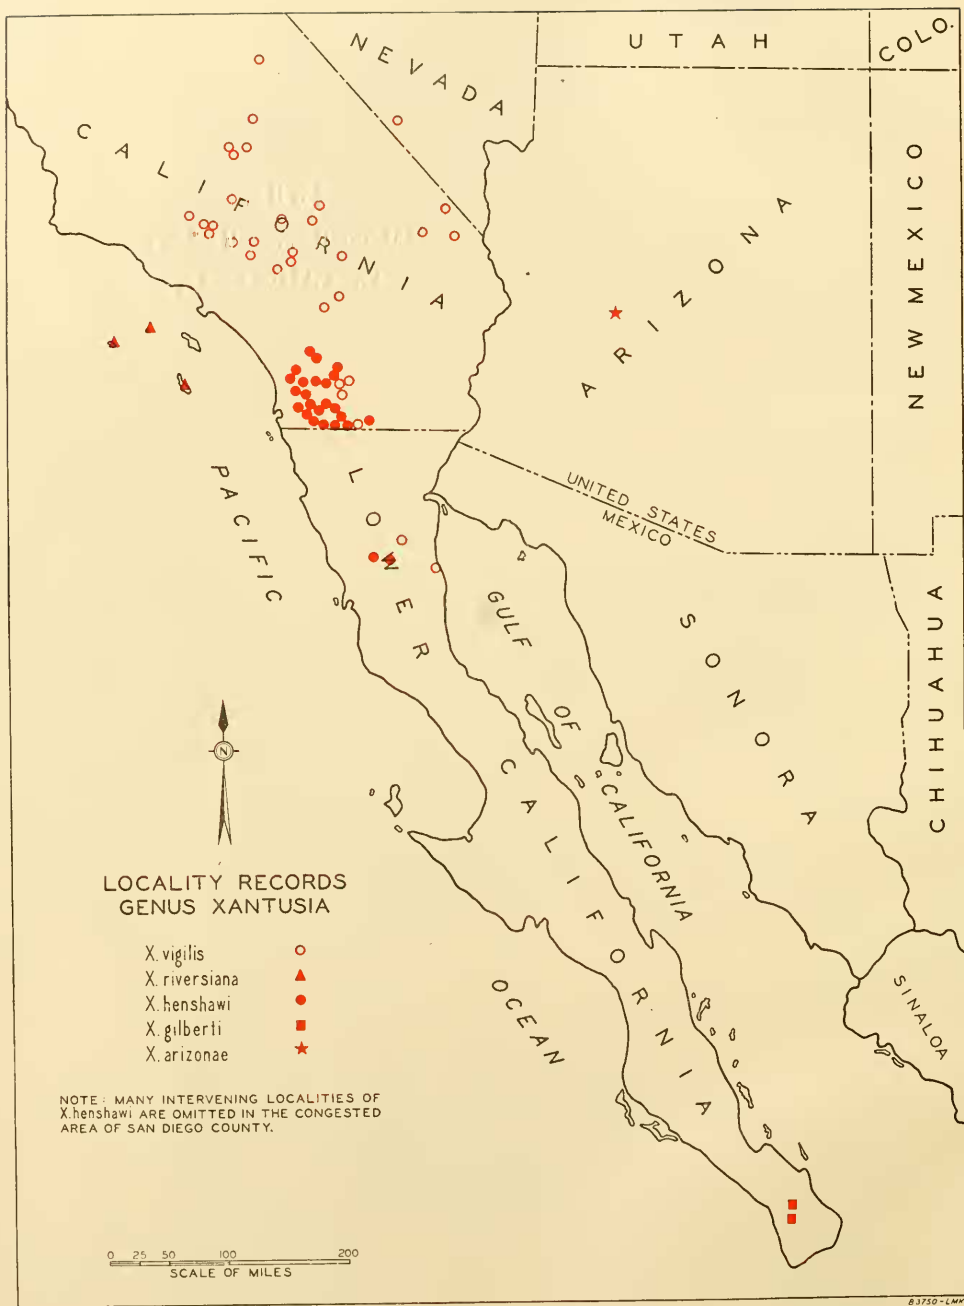 NEVADA
UTAH
COLO.
CALIFORNIA
ARIZONA
NEW MEXICO
UNITED STATES
MEXICO
PACIFIC
OCEAN
LOWER CALIFORNIA
GULF OF CALIFORNIA
SONORA
CHIHUAHUA
SINALOA
N
LOCALITY RECORDS
GENUS XANTUSIA
X. vigilis
X. riversiana
X. henshawi
X. gilberti
X. arizonae
NOTE: MANY INTERVENING LOCALITIES OF
X. henshawi ARE OMITTED IN THE CONGESTED
AREA OF SAN DIEGO COUNTY.
0 25 50 100 200
SCALE OF MILES
B3750-LMK